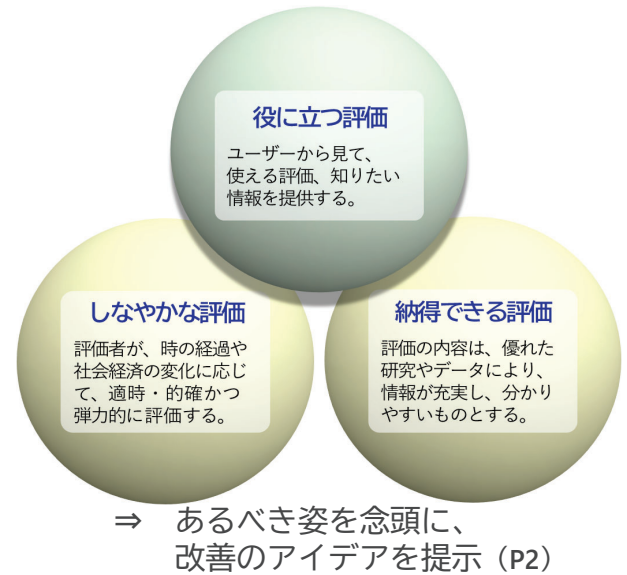 役に立つ評価
ユーザーから見て、
使える評価、知りたい
情報を提供する。
しなやかな評価
評価者が、時の経過や
社会経済の変化に応じ
て、適時・的確かつ
弾力的に評価する。
納得できる評価
評価の内容は、優れた
研究やデータにより、
情報が充実し、分かり
やすいものとする。
⇒ あるべき姿を念頭に、
改善のアイデアを提示（P2）